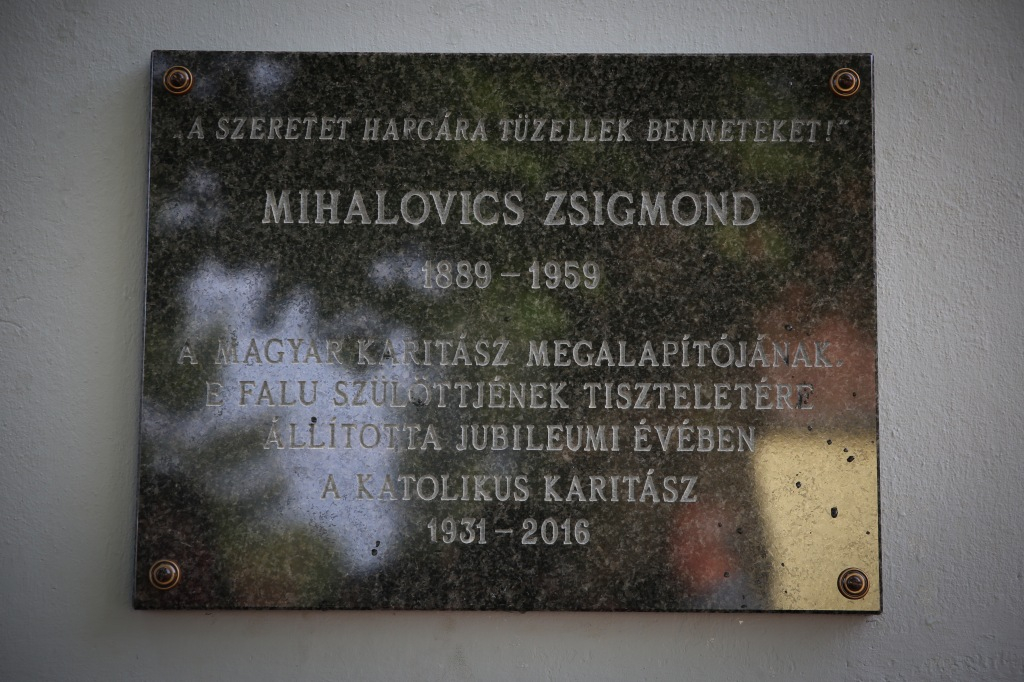 „A SZERETET HARCÁRA TÜZELLEK BENNETEKET!”
MIHALOVICS ZSIGMOND
1889 – 1959
A MAGYAR KARITÁSZ MEGALAPÍTÓJÁNAK,
E FALU SZÜLÖTTJÉNEK TISZTELETÉRE
ÁLLÍTOTTA JUBILEUMI ÉVÉBEN
A KATOLIKUS KARITÁSZ
1931 – 2016